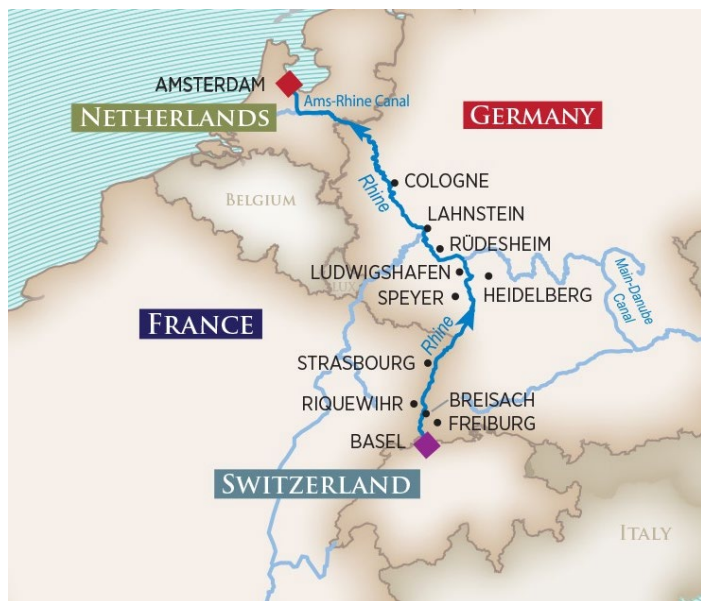 AMSTERDAM
Ams-Rhine Canal
NETHERLANDS
GERMANY
COLOGNE
Rhine
BELGIUM
LAHNSTEIN
RÜDESHEIM
LUDWIGSHAFEN
LUX
SPEYER
HEIDELBERG
Main-Danube
Canal
FRANCE
Rhine
STRASBOURG
RIQUEWIHR
BREISACH
FREIBURG
BASEL
SWITZERLAND
ITALY